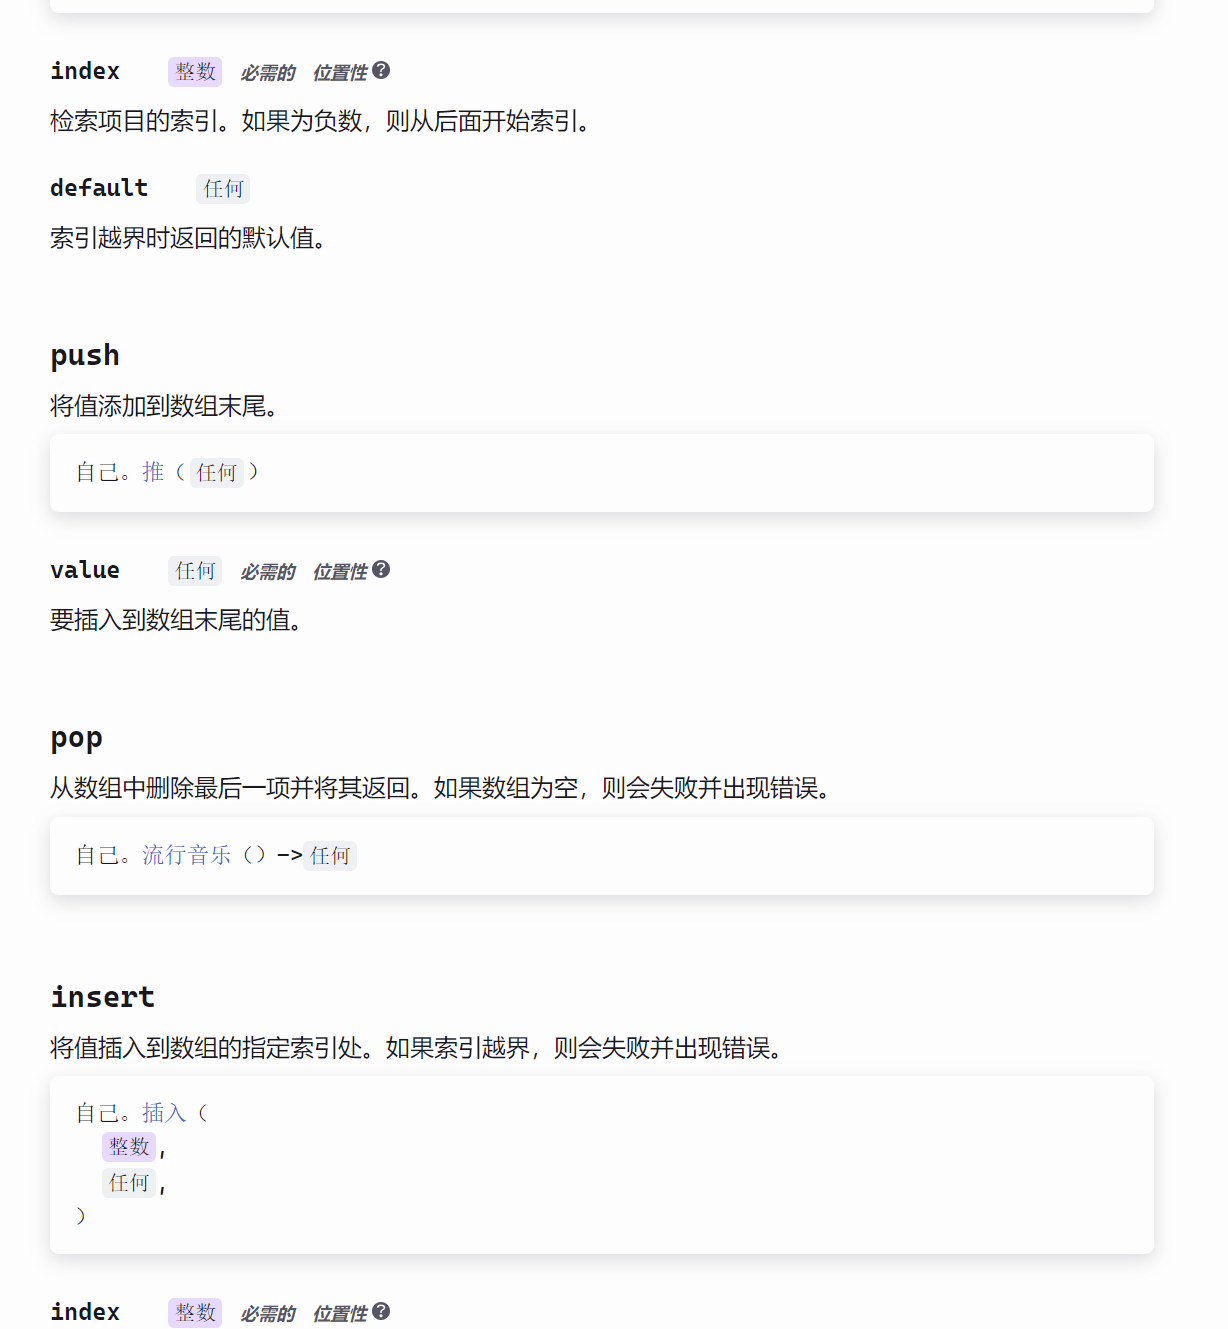 index 整数 必需的 位置性?
检索项目的索引。如果为负数，则从后面开始索引。
default 任何
索引越界时返回的默认值。
push
将值添加到数组末尾。
自己。推（任何）
value 任何 必需的 位置性?
要插入到数组末尾的值。
pop
从数组中删除最后一项并将其返回。如果数组为空，则会失败并出现错误。
自己。流行音乐（）->任何
insert
将值插入到数组的指定索引处。如果索引越界，则会失败并出现错误。
自己。插入（
整数,
任何,
）
index 整数 必需的 位置性?